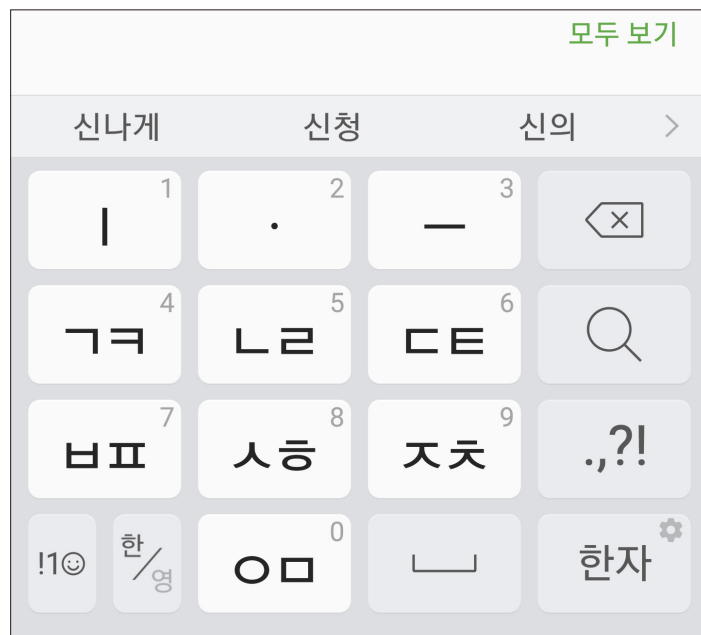 모두 보기
신나게 신청 신의 >
1 2 3
ㅣ · ㅡ
4 5 6
ㄱㅋ ㄴㄹ ㄷㅌ
7 8 9
ㅂㅍ ㅅㅎ ㅈㅊ .,?!
!1☺ 한/영 0 ㅇㅁ 한자